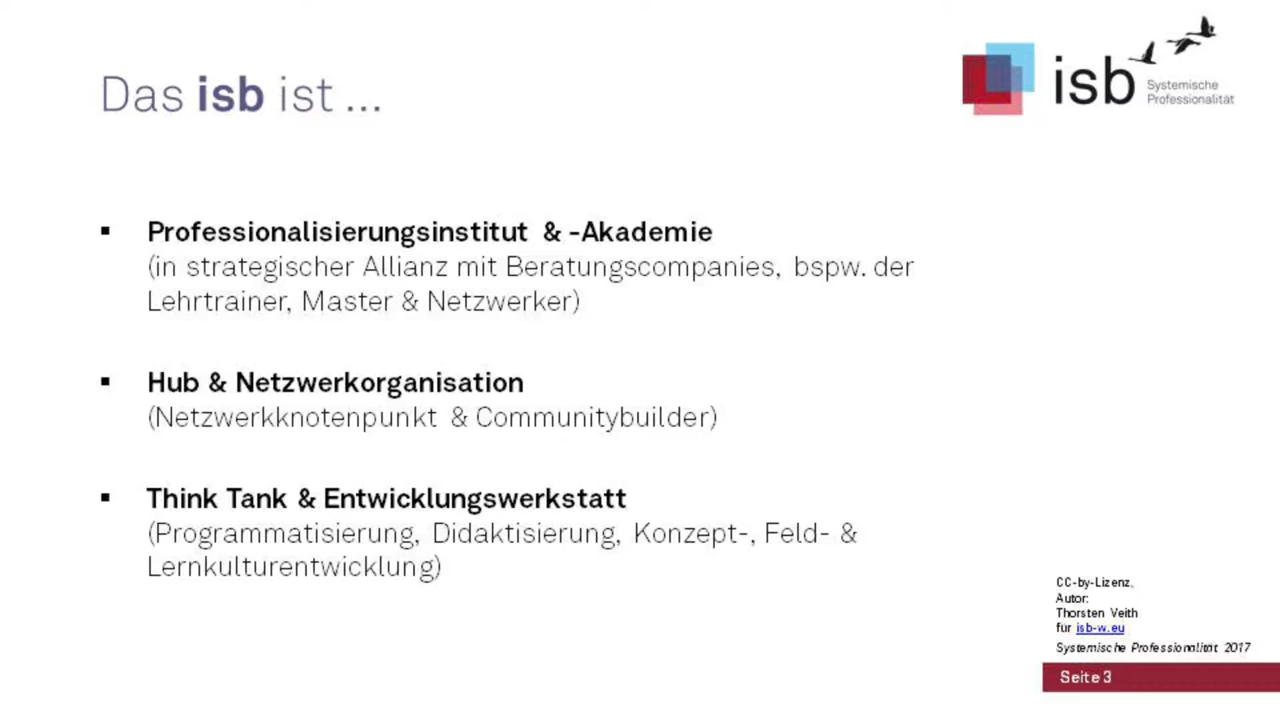 Das isb ist ...
isb
Systemische
Professionalität
▪ Professionalisierungsinstitut & -Akademie
(in strategischer Allianz mit Beratungscompanies, bspw. der
Lehrtrainer, Master & Netzwerker)
▪ Hub & Netzwerkorganisation
(Netzwerkknotenpunkt & Communitybuilder)
▪ Think Tank & Entwicklungswerkstatt
(Programmatisierung, Didaktisierung, Konzept-, Feld- &
Lernkulturentwicklung)
CC-by-Lizenz,
Autor:
Thorsten Veith
für isb-w.eu
Systemische Professionalität 2017
Seite 3